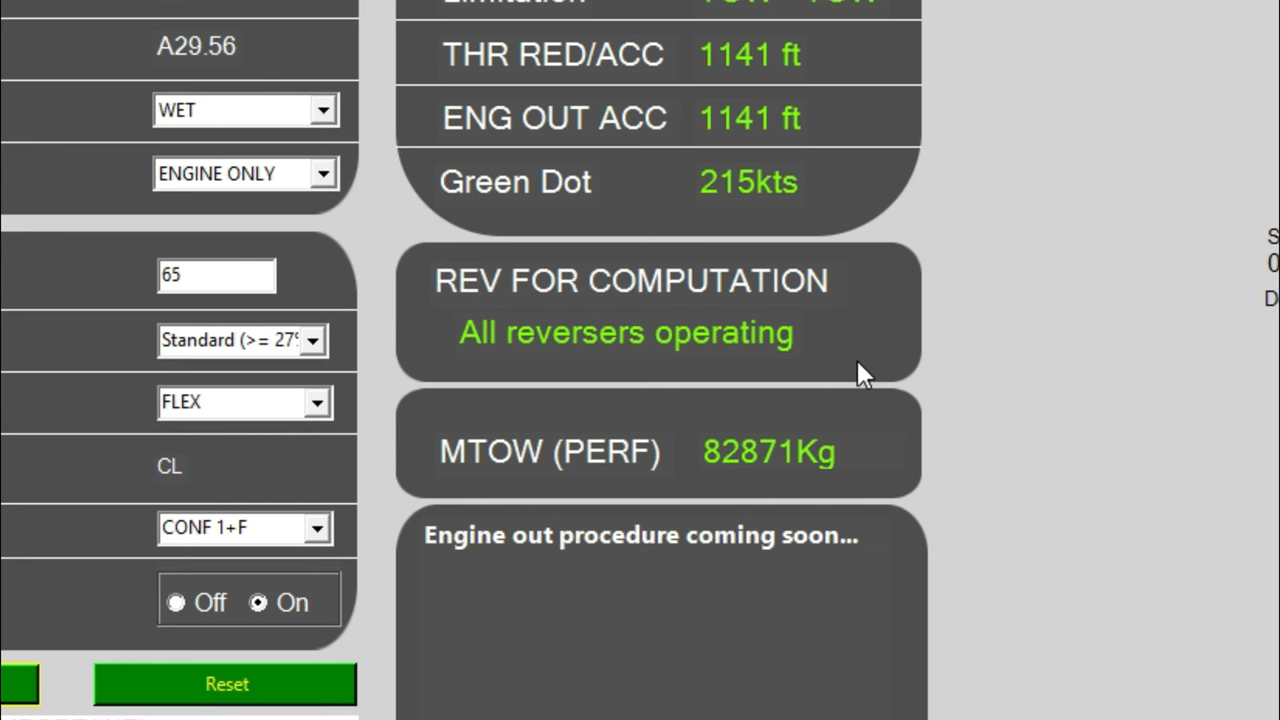 A29.56
WET
ENGINE ONLY
65
Standard (>= 27%
FLEX
CL
CONF 1+F
Off On
Reset
Limitation
THR RED/ACC 1141 ft
ENG OUT ACC 1141 ft
Green Dot 215kts
REV FOR COMPUTATION
All reversers operating
MTOW (PERF) 82871Kg
Engine out procedure coming soon...